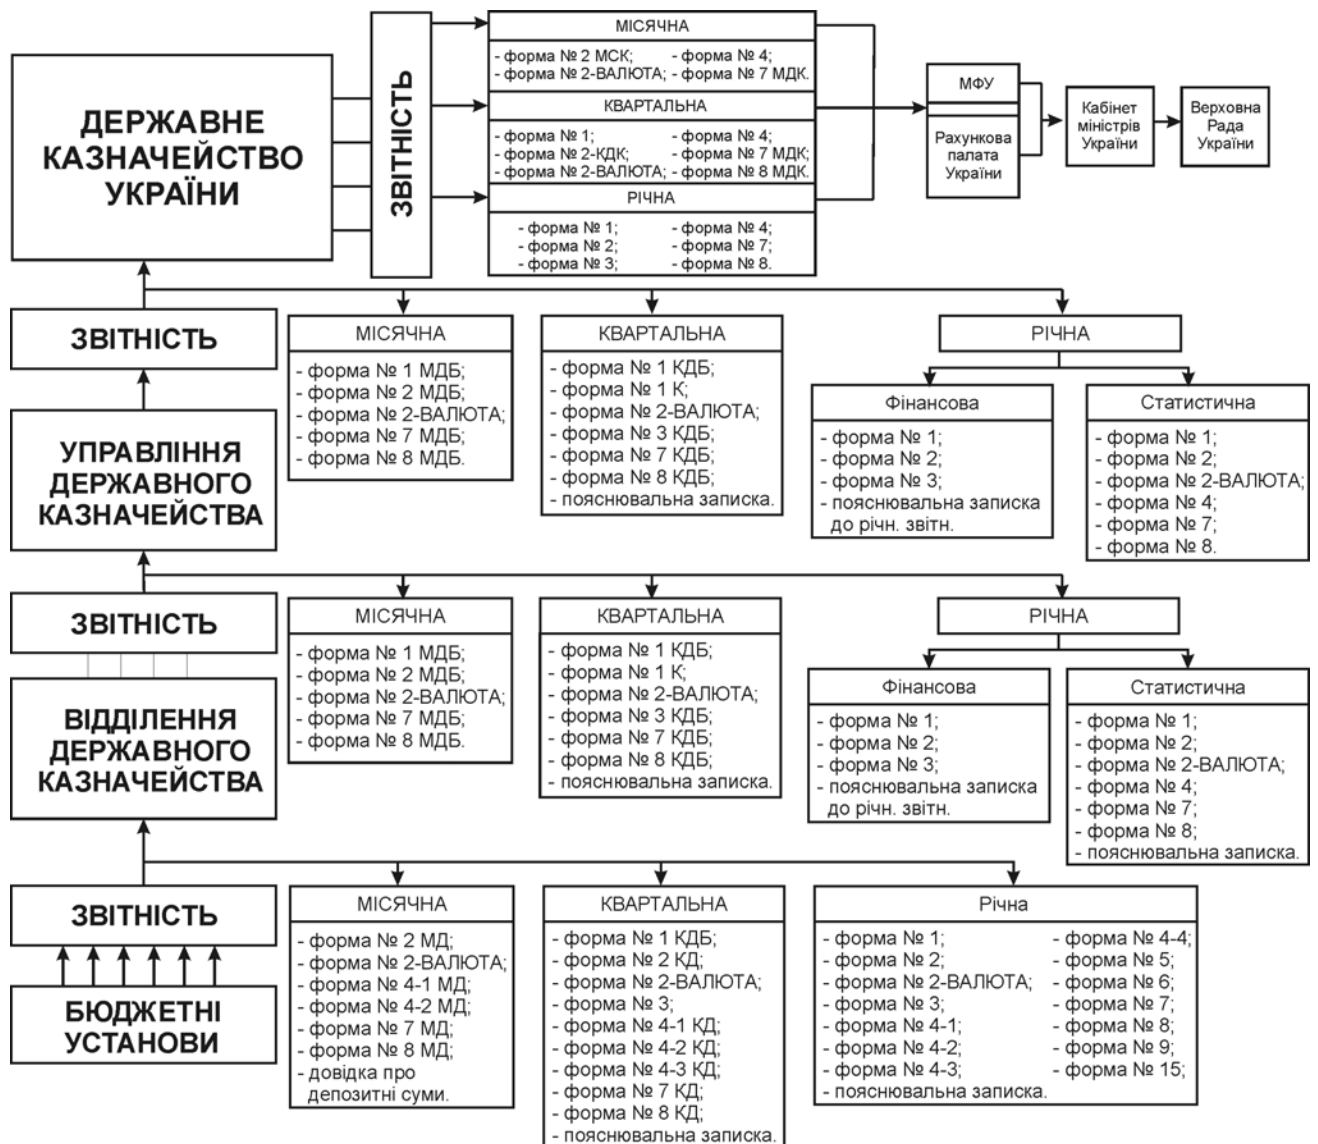 ДЕРЖАВНЕ
КАЗНАЧЕЙСТВО
УКРАЇНИ
ЗВІТНІСТЬ
МІСЯЧНА
- форма № 2 МСК;
- форма № 2-ВАЛЮТА;
- форма № 4;
- форма № 7 МДК.
КВАРТАЛЬНА
- форма № 1;
- форма № 2-КДК;
- форма № 2-ВАЛЮТА;
- форма № 4;
- форма № 7 МДК;
- форма № 8 МДК.
РІЧНА
- форма № 1;
- форма № 2;
- форма № 3;
- форма № 4;
- форма № 7;
- форма № 8.
МФУ
Рахункова
палата
України
Кабінет
міністрів
України
Верховна
Рада
України
ЗВІТНІСТЬ
МІСЯЧНА
- форма № 1 МДБ;
- форма № 2 МДБ;
- форма № 2-ВАЛЮТА;
- форма № 7 МДБ;
- форма № 8 МДБ.
КВАРТАЛЬНА
- форма № 1 КДБ;
- форма № 1 К;
- форма № 2-ВАЛЮТА;
- форма № 3 КДБ;
- форма № 7 КДБ;
- форма № 8 КДБ;
- пояснювальна записка.
РІЧНА
Фінансова
- форма № 1;
- форма № 2;
- форма № 3;
- пояснювальна записка
до річн. звітн.
Статистична
- форма № 1;
- форма № 2;
- форма № 2-ВАЛЮТА;
- форма № 4;
- форма № 7;
- форма № 8.
УПРАВЛІННЯ
ДЕРЖАВНОГО
КАЗНАЧЕЙСТВА
ЗВІТНІСТЬ
МІСЯЧНА
- форма № 1 МДБ;
- форма № 2 МДБ;
- форма № 2-ВАЛЮТА;
- форма № 7 МДБ;
- форма № 8 МДБ.
КВАРТАЛЬНА
- форма № 1 КДБ;
- форма № 1 К;
- форма № 2-ВАЛЮТА;
- форма № 3 КДБ;
- форма № 7 КДБ;
- форма № 8 КДБ;
- пояснювальна записка.
РІЧНА
Фінансова
- форма № 1;
- форма № 2;
- форма № 3;
- пояснювальна записка
до річн. звітн.
Статистична
- форма № 1;
- форма № 2;
- форма № 2-ВАЛЮТА;
- форма № 4;
- форма № 7;
- форма № 8;
- пояснювальна записка.
ВІДДІЛЕННЯ
ДЕРЖАВНОГО
КАЗНАЧЕЙСТВА
ЗВІТНІСТЬ
МІСЯЧНА
- форма № 2 МД;
- форма № 2-ВАЛЮТА;
- форма № 4-1 МД;
- форма № 4-2 МД;
- форма № 7 МД;
- форма № 8 МД;
- довідка про
депозитні суми.
КВАРТАЛЬНА
- форма № 1 КДБ;
- форма № 2 КД;
- форма № 2-ВАЛЮТА;
- форма № 3;
- форма № 4-1 КД;
- форма № 4-2 КД;
- форма № 4-3 КД;
- форма № 7 КД;
- форма № 8 КД;
- пояснювальна записка.
Річна
- форма № 1;
- форма № 2;
- форма № 2-ВАЛЮТА;
- форма № 3;
- форма № 4-1;
- форма № 4-2;
- форма № 4-3;
- пояснювальна записка.
- форма № 4-4;
- форма № 5;
- форма № 6;
- форма № 7;
- форма № 8;
- форма № 9;
- форма № 15;
БЮДЖЕТНІ
УСТАНОВИ